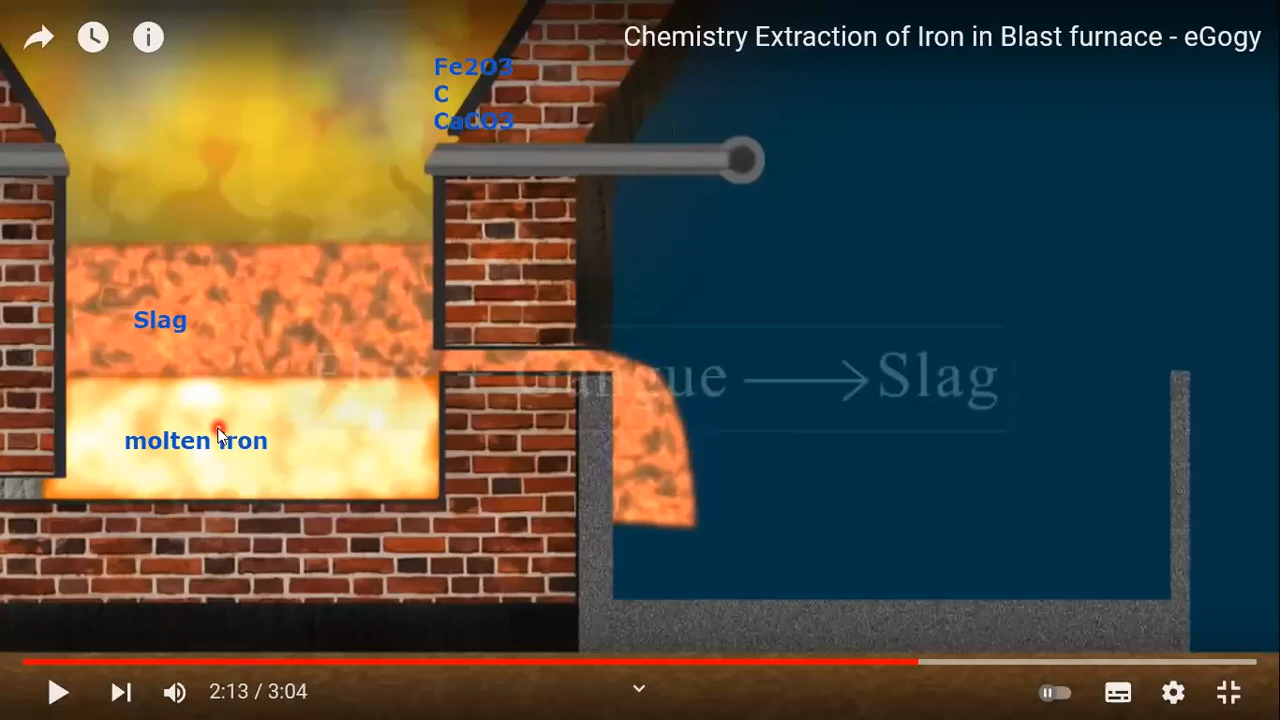 Chemistry Extraction of Iron in Blast furnace - eGogy
Fe2O3
C
CaCO3
Slag
Flux + Gangue → Slag
molten iron
2:13 / 3:04